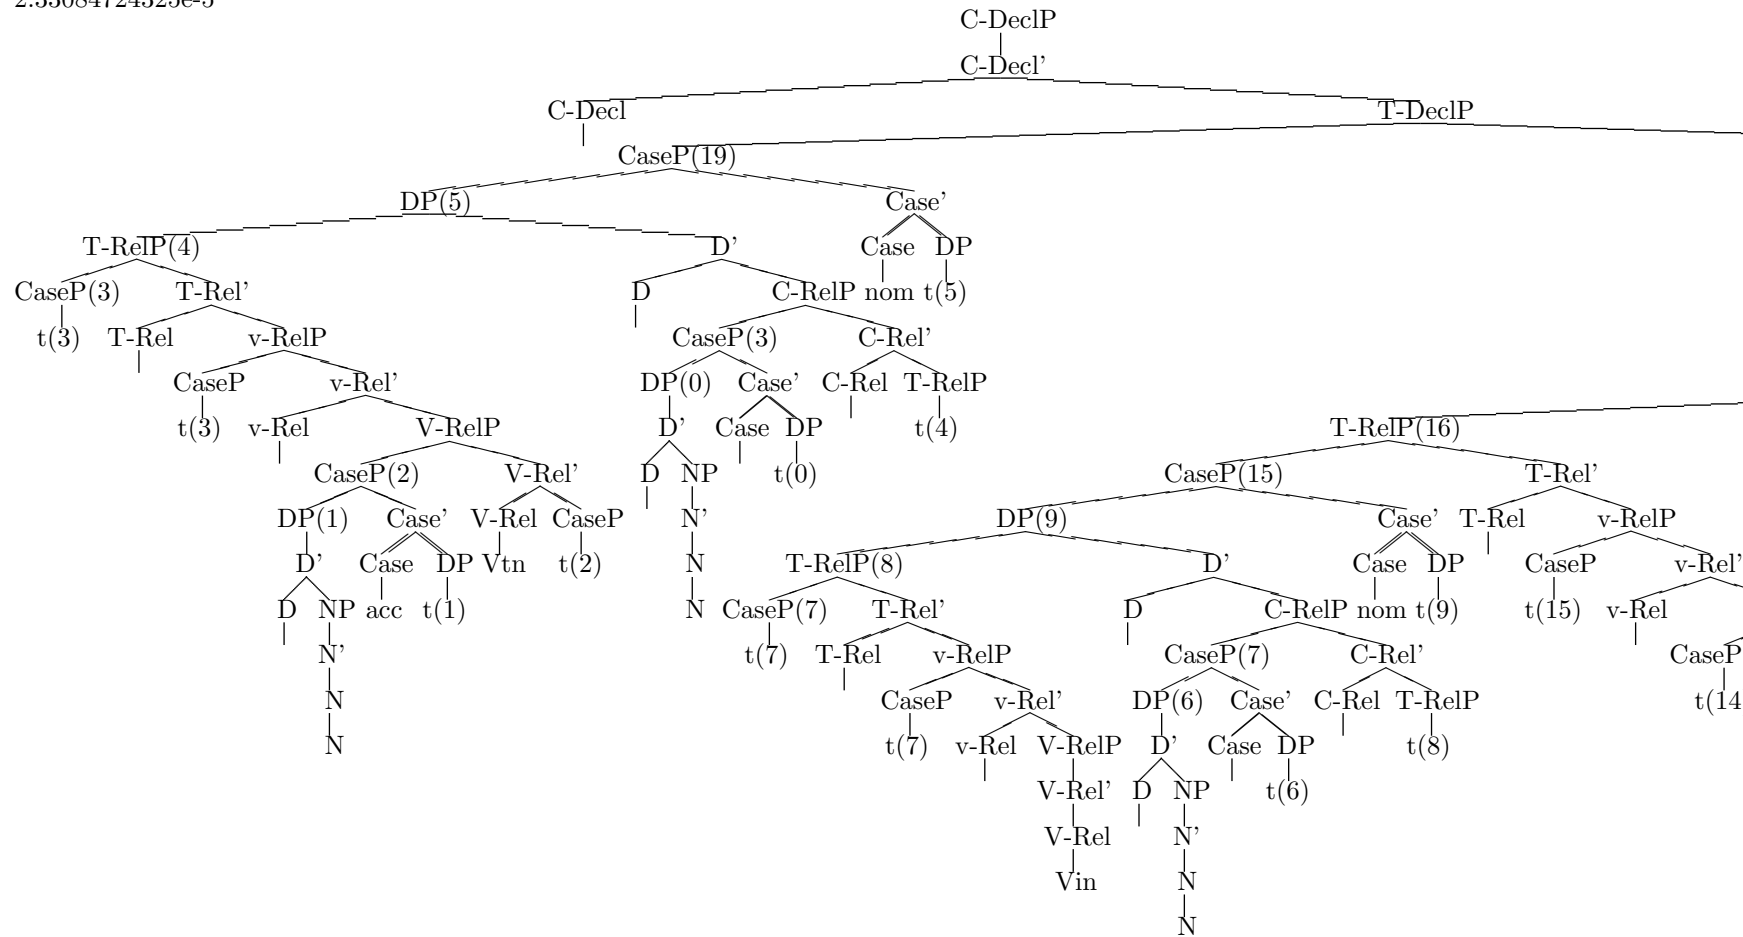 C-DeclP
C-Decl'
C-Decl T-DeclP
CaseP(19)
DP(5) Case'
T-RelP(4) D' Case DP
CaseP(3) T-Rel' D C-RelP nom t(5)
t(3) T-Rel v-RelP CaseP(3) C-Rel'
CaseP v-Rel' DP(0) Case' C-Rel T-RelP
t(3) v-Rel V-RelP D' Case DP t(4) T-RelP(16)
CaseP(2) V-Rel' D NP t(0) CaseP(15) T-Rel'
DP(1) Case' V-Rel CaseP N' DP(9) Case' T-Rel v-RelP
D' Case DP Vtn t(2) N T-RelP(8) D' Case DP CaseP v-Rel'
D NP acc t(1) N CaseP(7) T-Rel' D C-RelP nom t(9) t(15) v-Rel
N' t(7) T-Rel v-RelP CaseP(7) C-Rel' CaseP
N CaseP v-Rel' DP(6) Case' C-Rel T-RelP t(14
N t(7) v-Rel V-RelP D' Case DP t(8)
V-Rel' D NP t(6)
V-Rel N'
Vin N
N